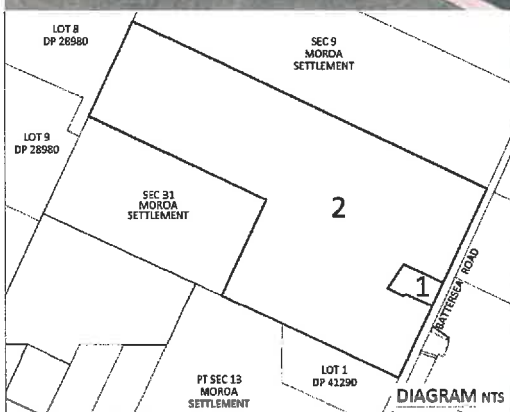 LOT 8
DP 28980
SEC 9
MOROA
SETTLEMENT
LOT 9
DP 28980
SEC 31
MOROA
SETTLEMENT
2
1
BATTERSEA ROAD
PT SEC 13
MOROA
SETTLEMENT
LOT 1
DP 41290
DIAGRAM NTS